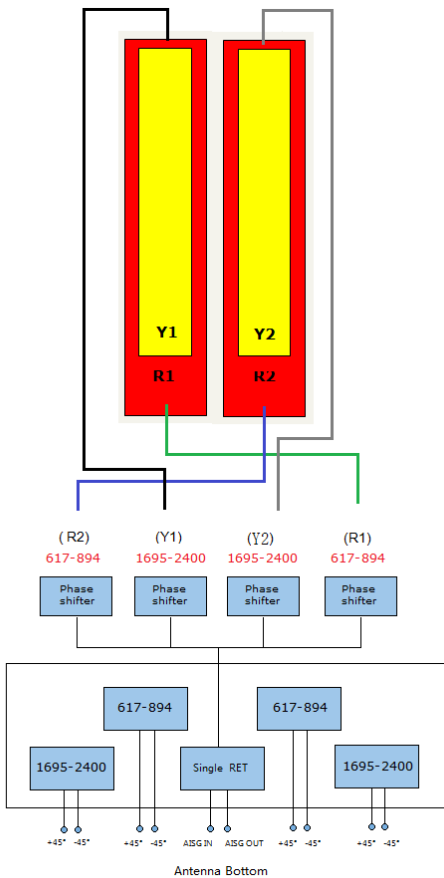 Y1
Y2
R1
R2
( R2)
(Y1)
(Y2)
(R1)
617-894
1695-2400
1695-2400
617-894
Phase
shifter
Phase
shifter
Phase
shifter
Phase
shifter
617-894
617-894
1695-2400
Single RET
1695-2400
+45° -45°
+45° -45°
AISG IN
AISG OUT
+45° -45°
+45° -45°
Antenna Bottom